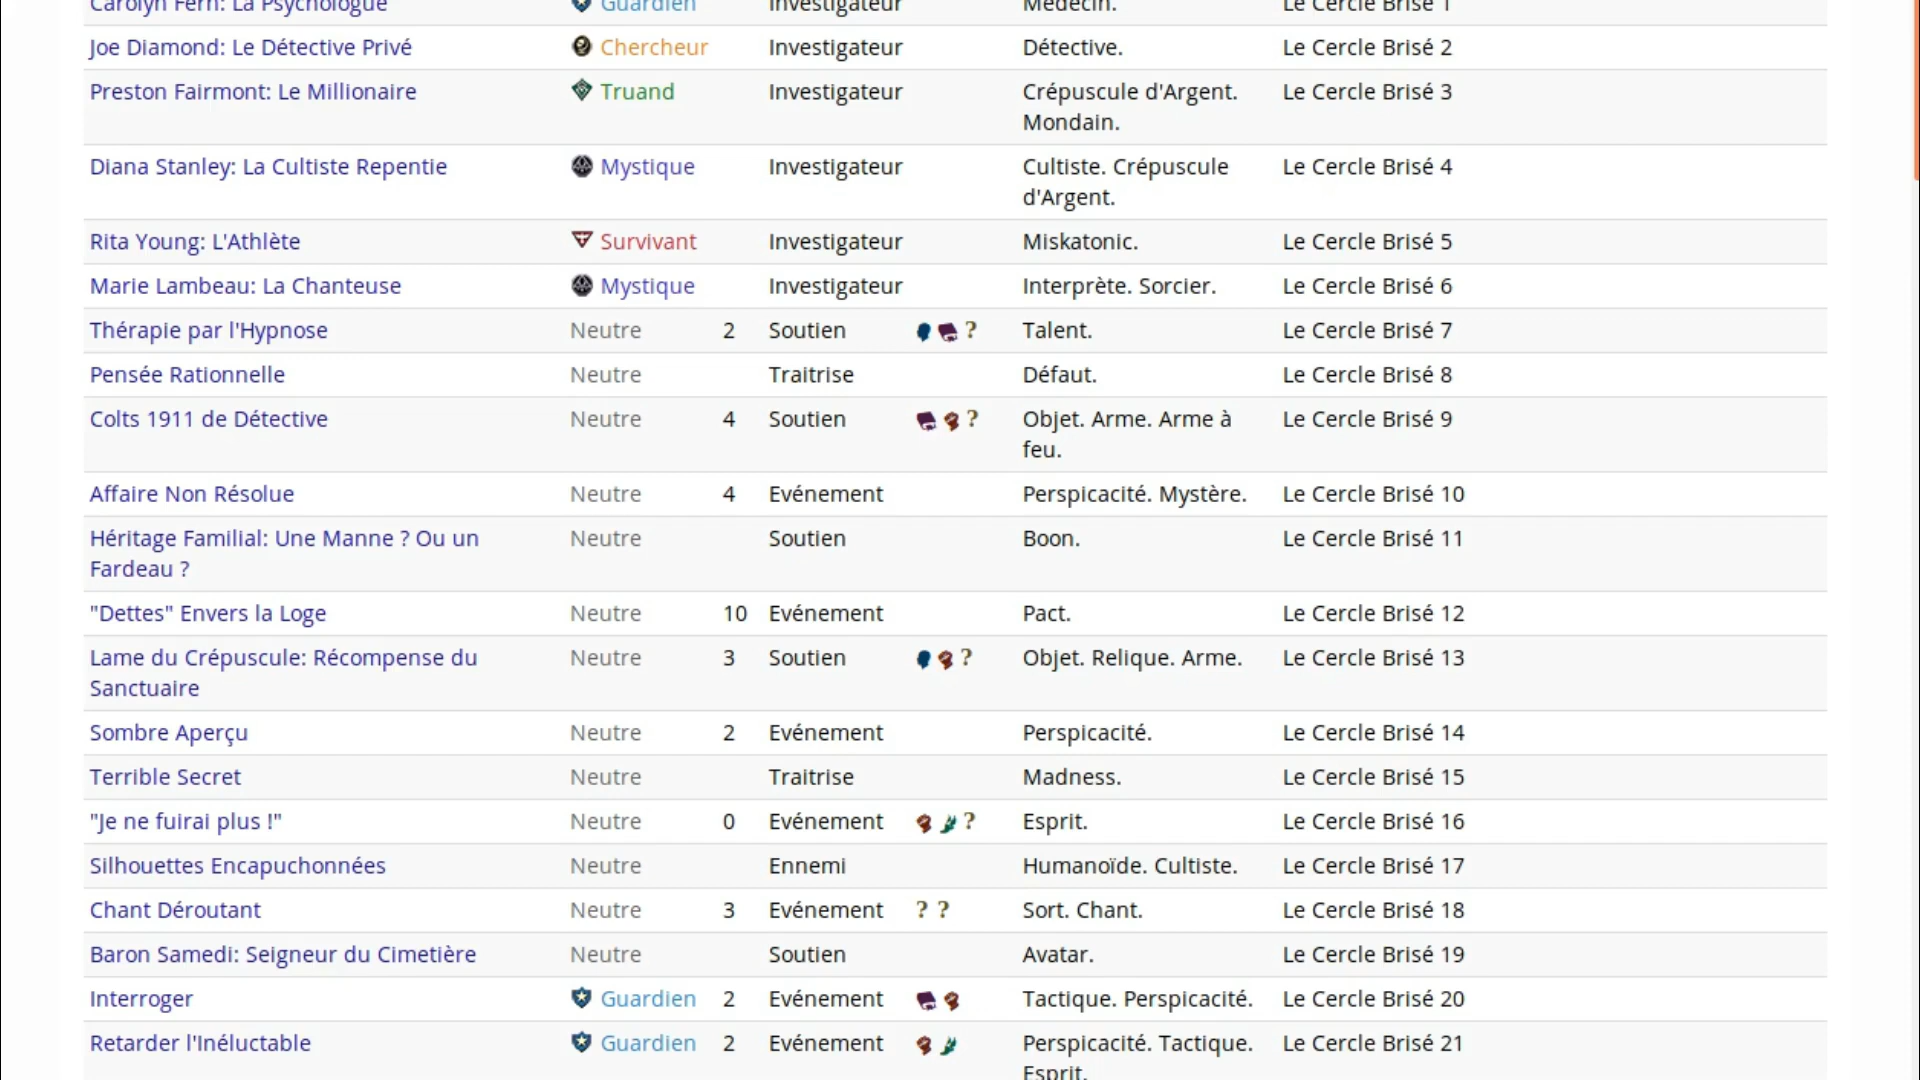 Carolyn Fern: La Psychologue Guardien Investigateur Médecin. Le Cercle Brisé 1
Joe Diamond: Le Détective Privé Chercheur Investigateur Détective. Le Cercle Brisé 2
Preston Fairmont: Le Millionaire Truand Investigateur Crépuscule d'Argent. Le Cercle Brisé 3
Mondain.
Diana Stanley: La Cultiste Repentie Mystique Investigateur Cultiste. Crépuscule Le Cercle Brisé 4
d'Argent.
Rita Young: L'Athlète Survivant Investigateur Miskatonic. Le Cercle Brisé 5
Marie Lambeau: La Chanteuse Mystique Investigateur Interprète. Sorcier. Le Cercle Brisé 6
Thérapie par l'Hypnose Neutre 2 Soutien ? Talent. Le Cercle Brisé 7
Pensée Rationnelle Neutre Traitrise Défaut. Le Cercle Brisé 8
Colts 1911 de Détective Neutre 4 Soutien ? Objet. Arme. Arme à Le Cercle Brisé 9
feu.
Affaire Non Résolue Neutre 4 Evénement Perspicacité. Mystère. Le Cercle Brisé 10
Héritage Familial: Une Manne ? Ou un Neutre Soutien Boon. Le Cercle Brisé 11
Fardeau ?
"Dettes" Envers la Loge Neutre 10 Evénement Pact. Le Cercle Brisé 12
Lame du Crépuscule: Récompense du Neutre 3 Soutien ? Objet. Relique. Arme. Le Cercle Brisé 13
Sanctuaire
Sombre Aperçu Neutre 2 Evénement Perspicacité. Le Cercle Brisé 14
Terrible Secret Neutre Traitrise Madness. Le Cercle Brisé 15
"Je ne fuirai plus !" Neutre 0 Evénement ? Esprit. Le Cercle Brisé 16
Silhouettes Encapuchonnées Neutre Ennemi Humanoïde. Cultiste. Le Cercle Brisé 17
Chant Déroutant Neutre 3 Evénement ? ? Sort. Chant. Le Cercle Brisé 18
Baron Samedi: Seigneur du Cimetière Neutre Soutien Avatar. Le Cercle Brisé 19
Interroger Guardien 2 Evénement Tactique. Perspicacité. Le Cercle Brisé 20
Retarder l'Inéluctable Guardien 2 Evénement Perspicacité. Tactique. Le Cercle Brisé 21
Esprit.